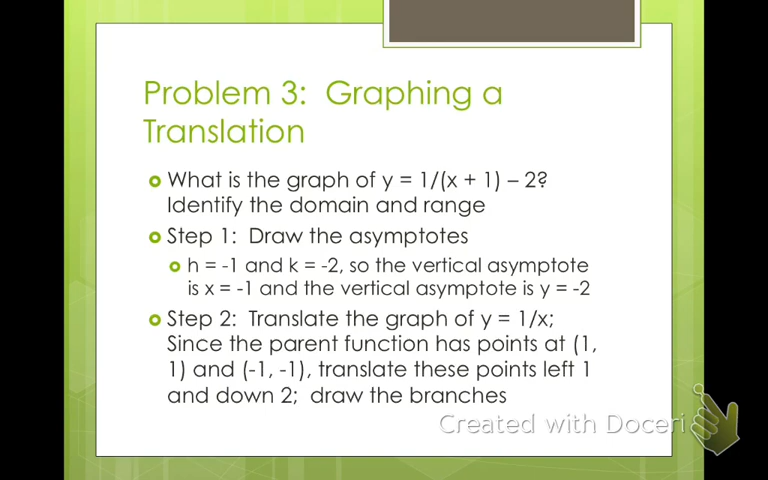 Problem 3: Graphing a
Translation
What is the graph of y = 1/(x + 1) – 2?
Identify the domain and range
Step 1: Draw the asymptotes
h = -1 and k = -2, so the vertical asymptote
is x = -1 and the vertical asymptote is y = -2
Step 2: Translate the graph of y = 1/x;
Since the parent function has points at (1,
1) and (-1, -1), translate these points left 1
and down 2; draw the branches
Created with Doceri